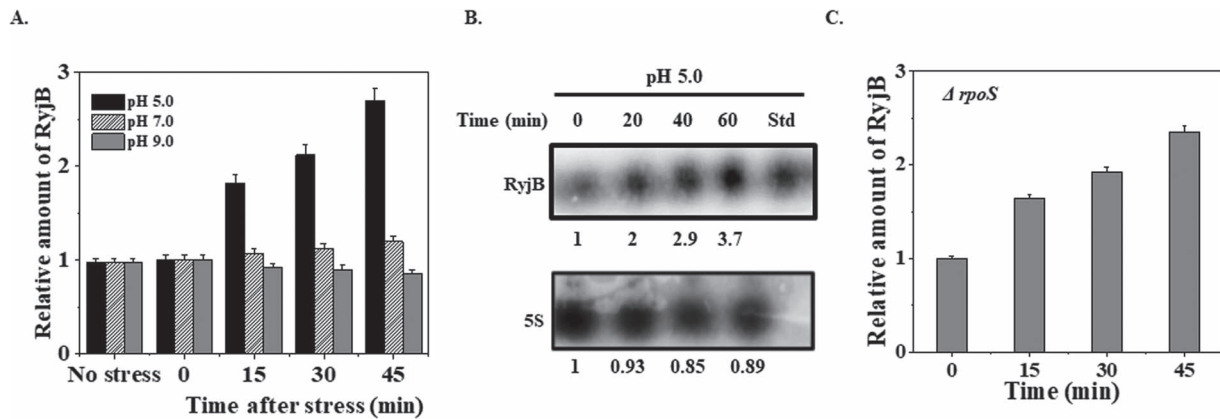 A.
Relative amount of RyjB
3
2
1
0
pH 5.0
pH 7.0
pH 9.0
No stress 0 15 30 45
Time after stress (min)
B.
pH 5.0
Time (min) 0 20 40 60 Std
RyjB
1 2 2.9 3.7
5S
1 0.93 0.85 0.89
C.
Relative amount of RyjB
3
2
1
0
Δ rpoS
0 15 30 45
Time (min)